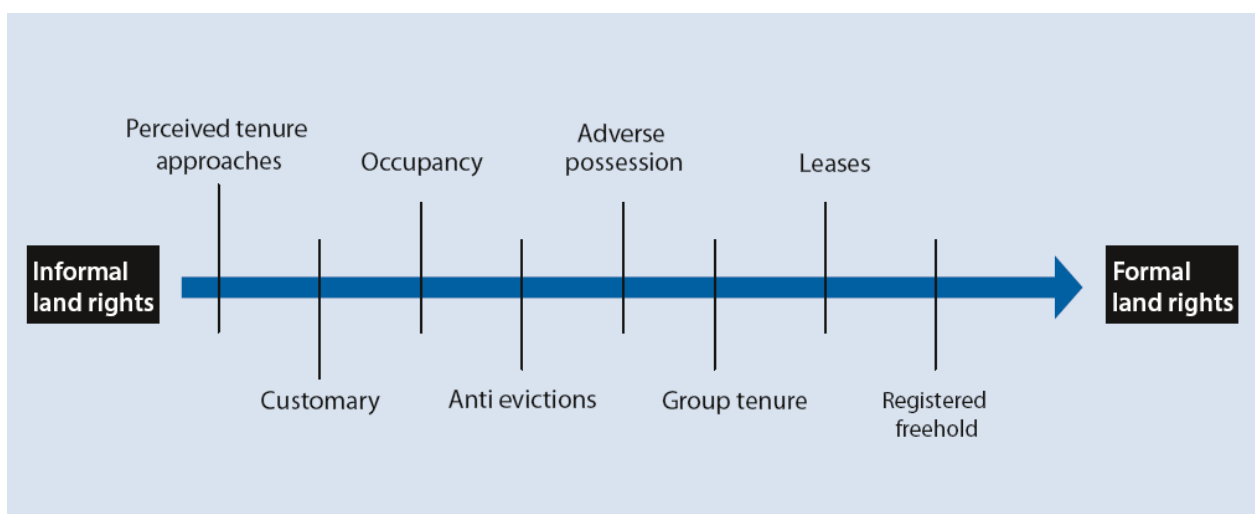 Perceived tenure
approaches
Occupancy
Adverse
possession
Leases
Informal
land rights
Formal
land rights
Customary
Anti evictions
Group tenure
Registered
freehold